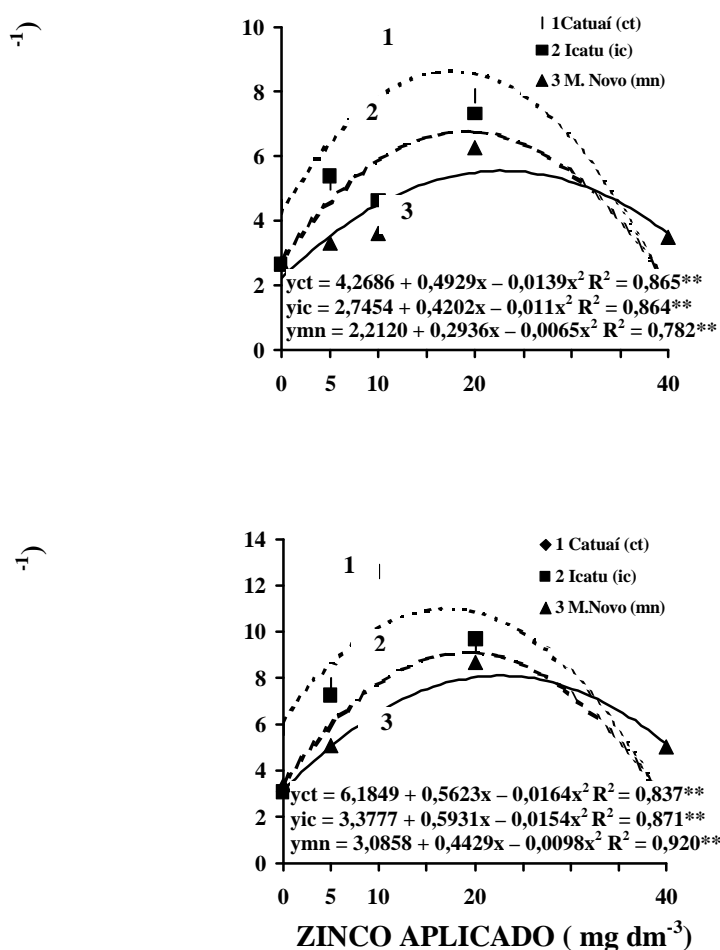 -1)
10
8
6
4
2
0
1
2
3
1Catuaí (ct)
2 Icatu (ic)
3 M. Novo (mn)
yct = 4,2686 + 0,4929x – 0,0139x² R² = 0,865**
yic = 2,7454 + 0,4202x – 0,011x² R² = 0,864**
ymn = 2,2120 + 0,2936x – 0,0065x² R² = 0,782**
0 5 10 20 40
-1)
14
12
10
8
6
4
2
0
1
2
3
1 Catuaí (ct)
2 Icatu (ic)
3 M.Novo (mn)
yct = 6,1849 + 0,5623x – 0,0164x² R² = 0,837**
yic = 3,3777 + 0,5931x – 0,0154x² R² = 0,871**
ymn = 3,0858 + 0,4429x – 0,0098x² R² = 0,920**
0 5 10 20 40
ZINCO APLICADO ( mg dm⁻³)